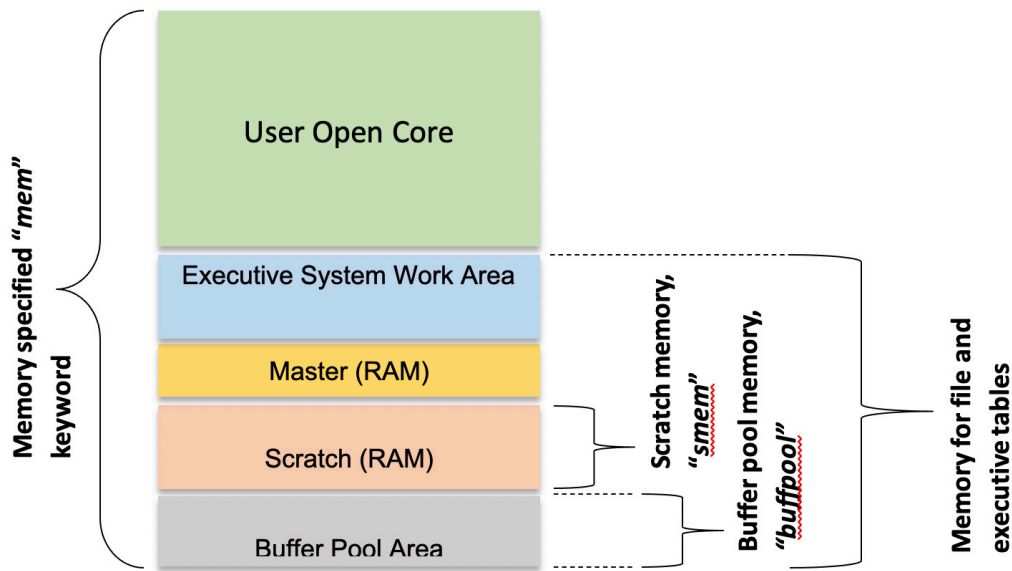 Memory specified “mem”
keyword
User Open Core
Executive System Work Area
Master (RAM)
Scratch (RAM)
Buffer Pool Area
Scratch memory,
“smem”
Buffer pool memory,
“buffpool”
Memory for file and
executive tables